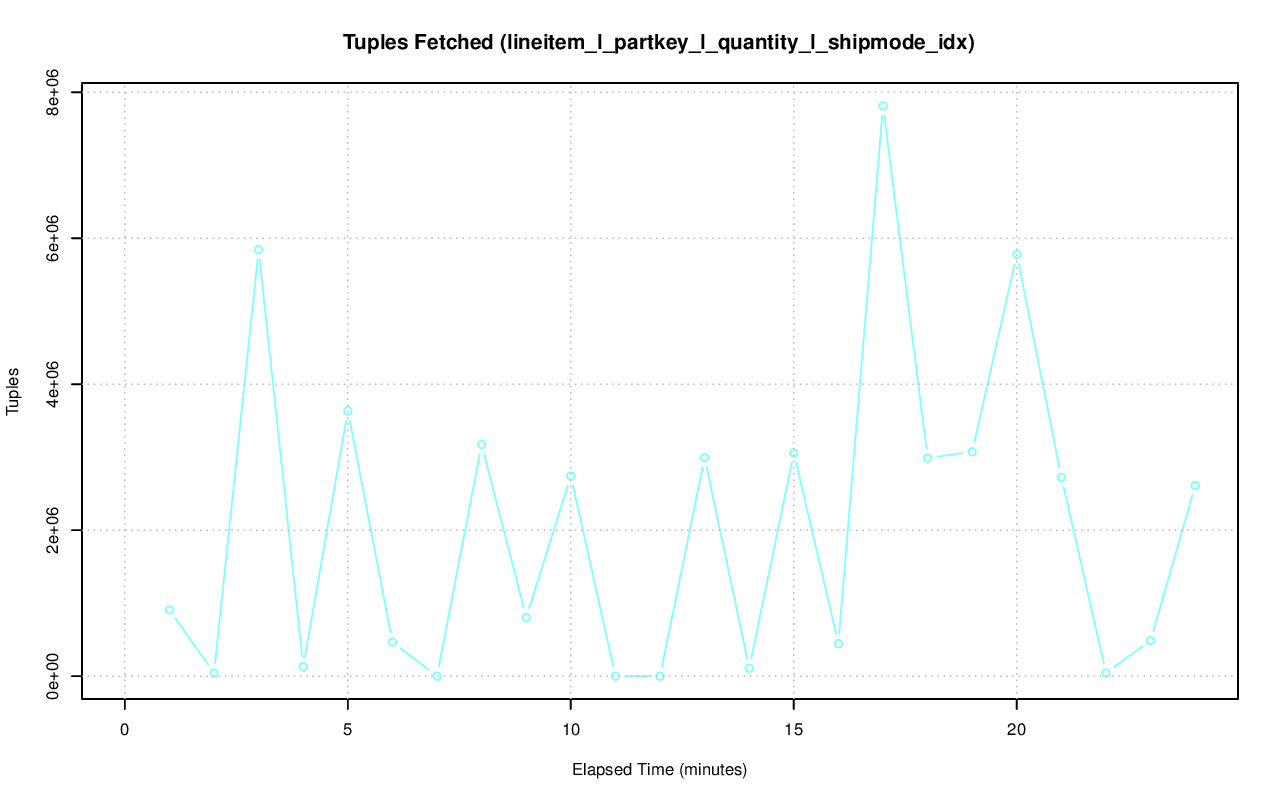 Tuples Fetched (lineitem_l_partkey_l_quantity_l_shipmode_idx)
8e+06
6e+06
4e+06
2e+06
0e+00
Tuples
0 5 10 15 20
Elapsed Time (minutes)